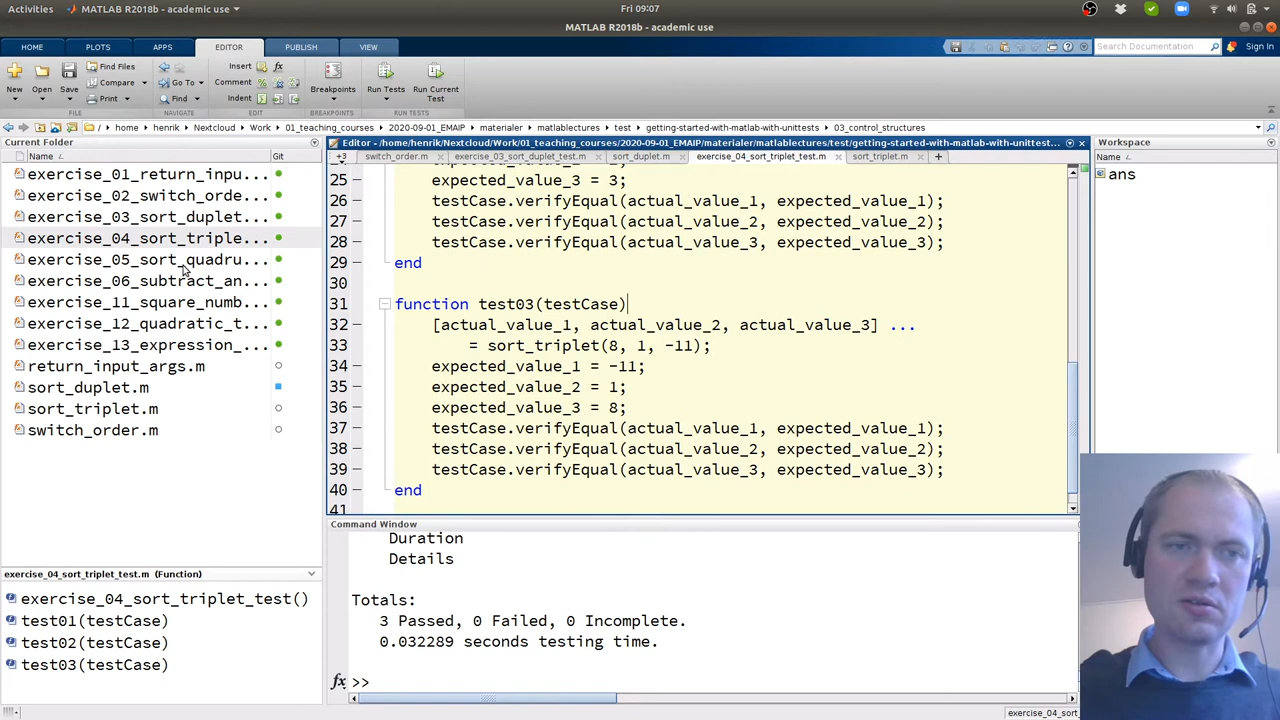 Activities MATLAB R2018b - academic use Fri 09:07
MATLAB R2018b - academic use
HOME PLOTS APPS EDITOR PUBLISH VIEW Search Documentation Sign In
New Open Save Find Files Compare Print Go To Find Insert Comment Indent Breakpoints Run Tests Run Current Test
FILE NAVIGATE EDIT BREAKPOINTS RUN TESTS
/ home henrik Nextcloud Work 01_teaching_courses 2020-09-01_EMAIP materialer matlablectures test getting-started-with-matlab-with-unittests 03_control_structures
Current Folder
Name Git
exercise_01_return_inpu...
exercise_02_switch_orde...
exercise_03_sort_duplet...
exercise_04_sort_triple...
exercise_05_sort_quadru...
exercise_06_subtract_an...
exercise_11_square_numb...
exercise_12_quadratic_t...
exercise_13_expression_...
return_input_args.m
sort_duplet.m
sort_triplet.m
switch_order.m
exercise_04_sort_triplet_test.m (Function)
exercise_04_sort_triplet_test()
test01(testCase)
test02(testCase)
test03(testCase)
Editor - /home/henrik/Nextcloud/Work/01_teaching_courses/2020-09-01_EMAIP/materialer/matlablectures/test/getting-started-with-matlab-with-unittest...
+3 switch_order.m exercise_03_sort_duplet_test.m sort_duplet.m exercise_04_sort_triplet_test.m sort_triplet.m
25 expected_value_3 = 3;
26 testCase.verifyEqual(actual_value_1, expected_value_1);
27 testCase.verifyEqual(actual_value_2, expected_value_2);
28 testCase.verifyEqual(actual_value_3, expected_value_3);
29 end
30
31 function test03(testCase)
32 [actual_value_1, actual_value_2, actual_value_3] ...
33 = sort_triplet(8, 1, -11);
34 expected_value_1 = -11;
35 expected_value_2 = 1;
36 expected_value_3 = 8;
37 testCase.verifyEqual(actual_value_1, expected_value_1);
38 testCase.verifyEqual(actual_value_2, expected_value_2);
39 testCase.verifyEqual(actual_value_3, expected_value_3);
40 end
41
Command Window
Duration
Details
Totals:
3 Passed, 0 Failed, 0 Incomplete.
0.032289 seconds testing time.
fx >>
Workspace
Name
ans
exercise_04_sort_triplet_test